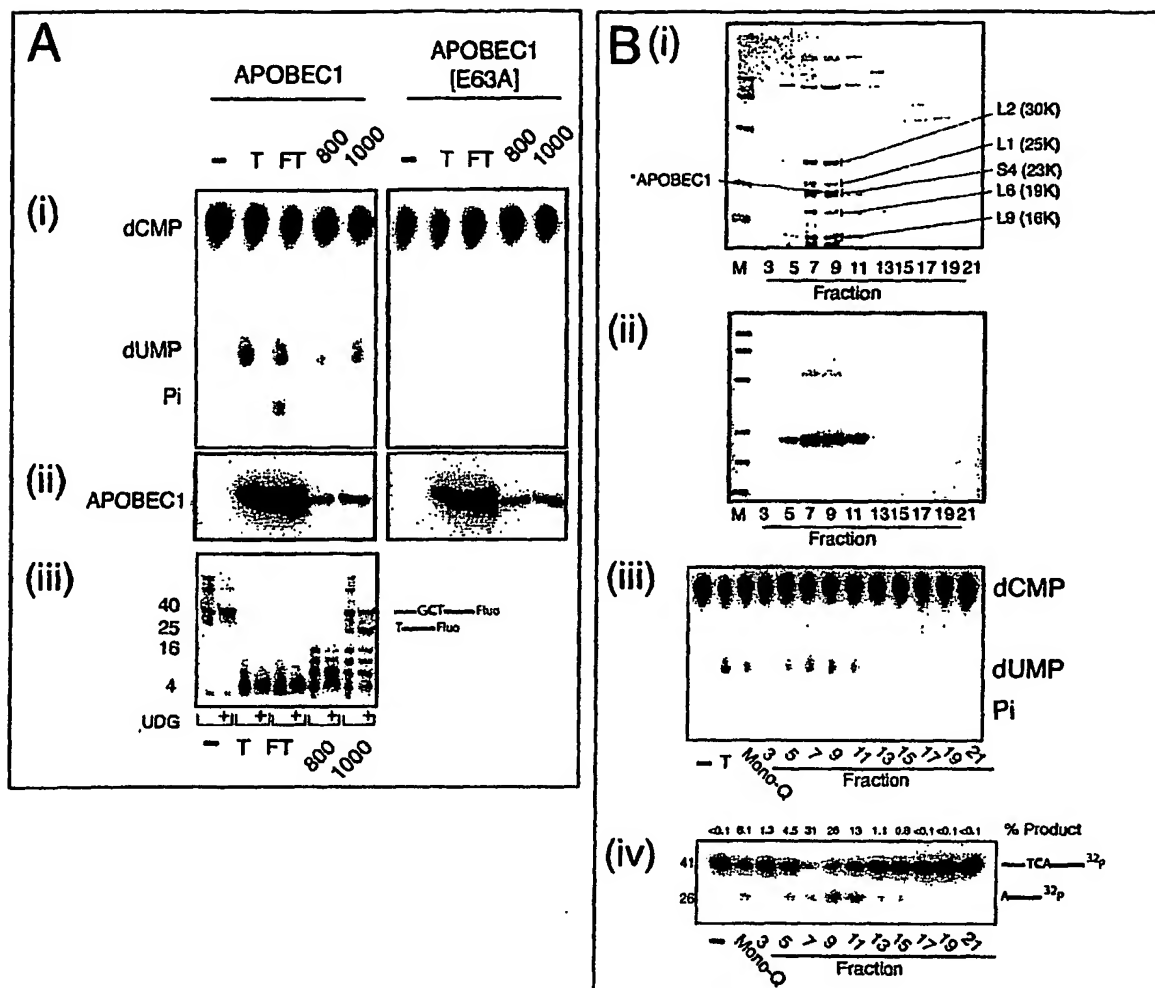 A
APOBEC1
APOBEC1
[E63A]
- T FT 800 1000
- T FT 800 1000
(i)
dCMP
dUMP
Pi
(ii)
APOBEC1
(iii)
40
25
16
4
GCT Fluo
T Fluo
UDG + + + + +
- T FT 800 1000
B
(i)
L2 (30K)
L1 (25K)
S4 (23K)
L6 (19K)
L9 (16K)
*APOBEC1
M 3 5 7 9 11 13 15 17 19 21
Fraction
(ii)
M 3 5 7 9 11 13 15 17 19 21
Fraction
(iii)
dCMP
dUMP
Pi
- T Mono-Q 3 5 7 9 11 13 15 17 19 21
Fraction
(iv)
<0.1 6.1 1.3 4.5 31 26 13 1.1 0.8 <0.1 <0.1 <0.1 % Product
41
TCA 32P
26
A 32P
- Mono-Q 3 5 7 9 11 13 15 17 19 21
Fraction